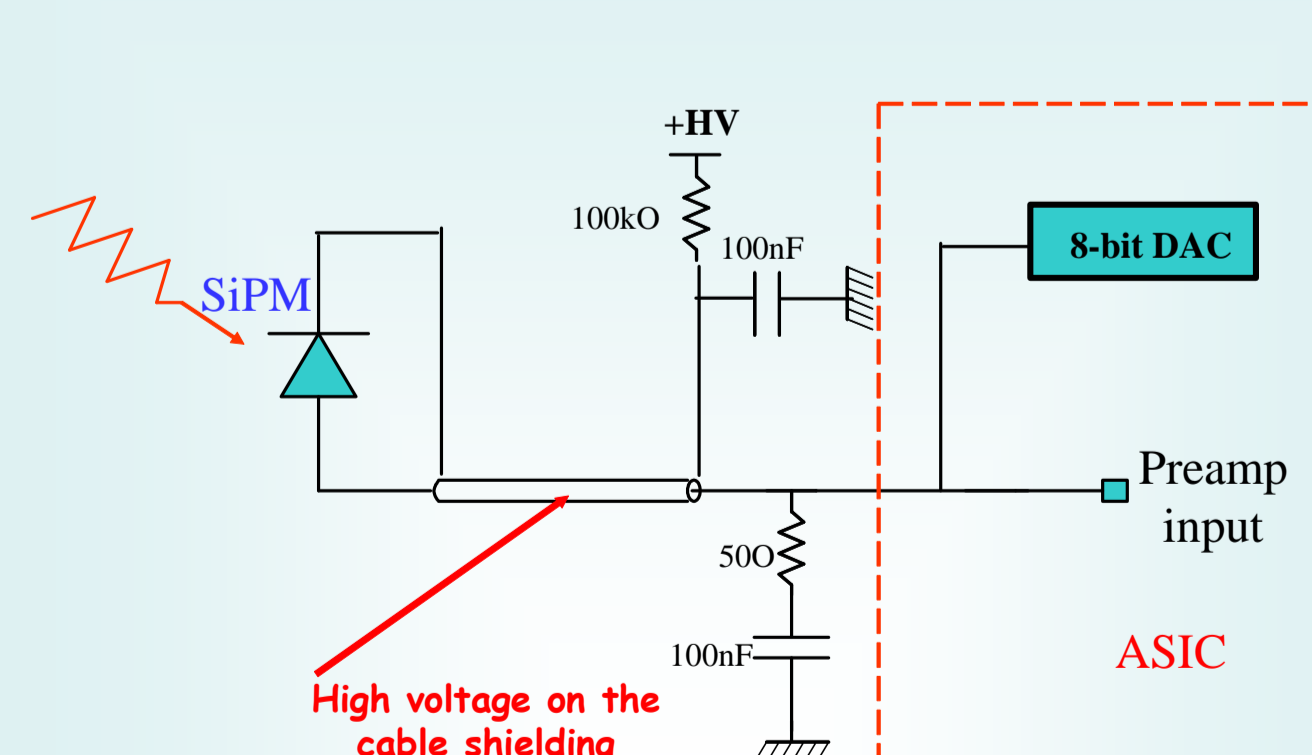 +HV
100kO
100nF
8-bit DAC
SiPM
Preamp
input
50O
100nF
ASIC
High voltage on the
cable shielding